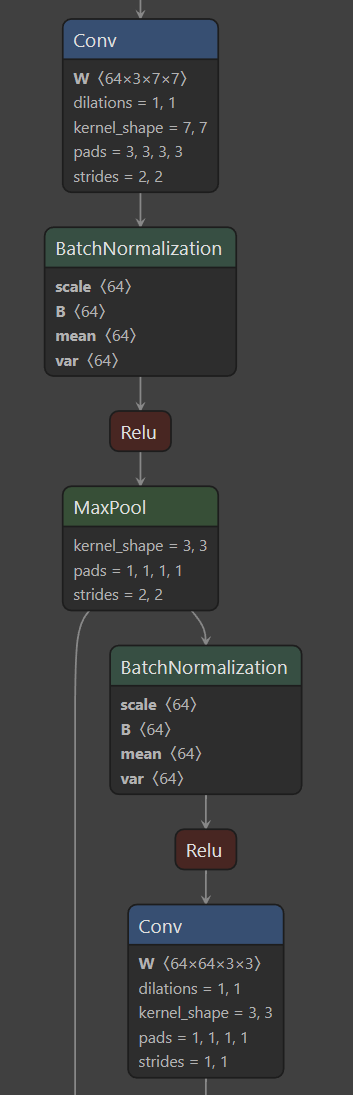 Conv
W 〈64×3×7×7〉
dilations = 1, 1
kernel_shape = 7, 7
pads = 3, 3, 3, 3
strides = 2, 2
BatchNormalization
scale 〈64〉
B 〈64〉
mean 〈64〉
var 〈64〉
Relu
MaxPool
kernel_shape = 3, 3
pads = 1, 1, 1, 1
strides = 2, 2
BatchNormalization
scale 〈64〉
B 〈64〉
mean 〈64〉
var 〈64〉
Relu
Conv
W 〈64×64×3×3〉
dilations = 1, 1
kernel_shape = 3, 3
pads = 1, 1, 1, 1
strides = 1, 1